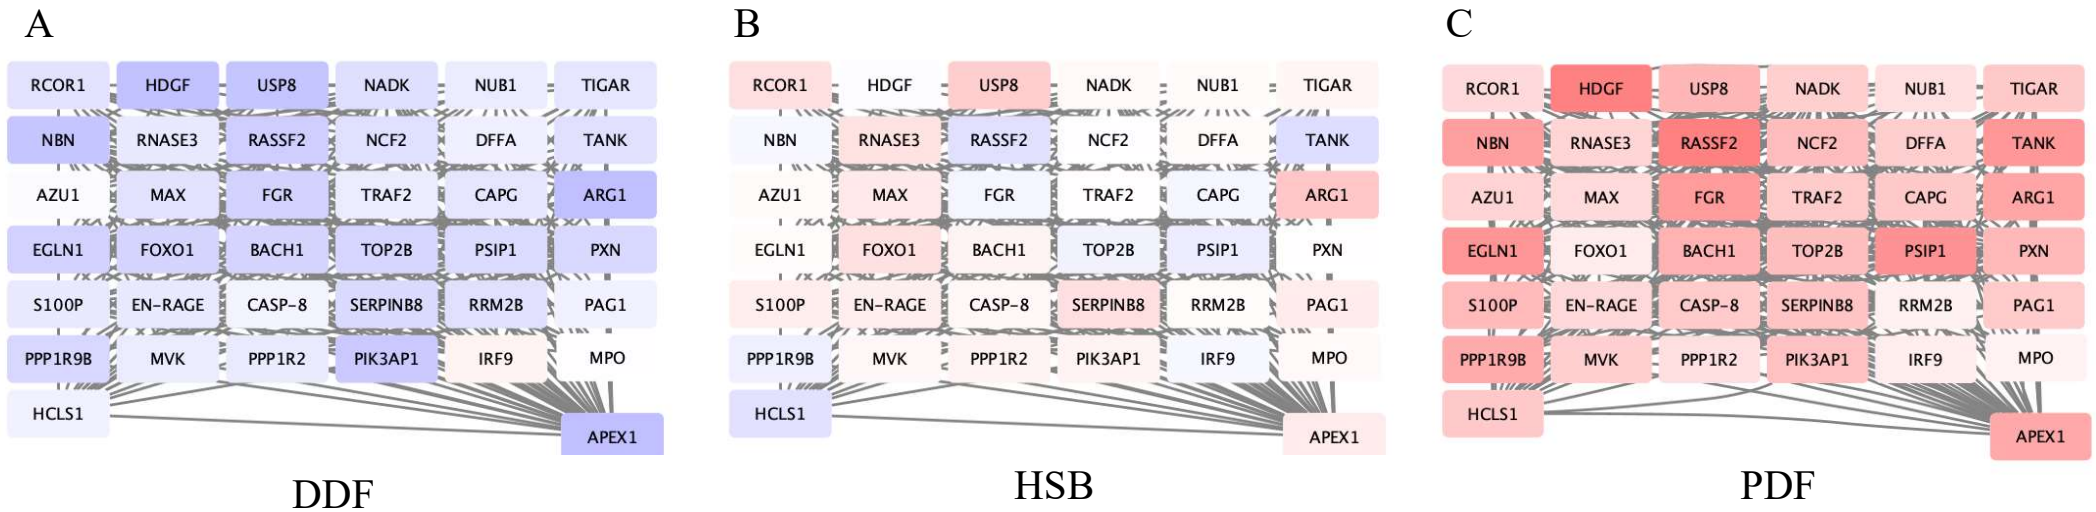 A
RCOR1 HDGF USP8 NADK NUB1 TIGAR
NBN RNASE3 RASSF2 NCF2 DFFA TANK
AZU1 MAX FGR TRAF2 CAPG ARG1
EGLN1 FOXO1 BACH1 TOP2B PSIP1 PXN
S100P EN-RAGE CASP-8 SERPINB8 RRM2B PAG1
PPP1R9B MVK PPP1R2 PIK3AP1 IRF9 MPO
HCLS1
APEX1
DDF
B
RCOR1 HDGF USP8 NADK NUB1 TIGAR
NBN RNASE3 RASSF2 NCF2 DFFA TANK
AZU1 MAX FGR TRAF2 CAPG ARG1
EGLN1 FOXO1 BACH1 TOP2B PSIP1 PXN
S100P EN-RAGE CASP-8 SERPINB8 RRM2B PAG1
PPP1R9B MVK PPP1R2 PIK3AP1 IRF9 MPO
HCLS1
APEX1
HSB
C
RCOR1 HDGF USP8 NADK NUB1 TIGAR
NBN RNASE3 RASSF2 NCF2 DFFA TANK
AZU1 MAX FGR TRAF2 CAPG ARG1
EGLN1 FOXO1 BACH1 TOP2B PSIP1 PXN
S100P EN-RAGE CASP-8 SERPINB8 RRM2B PAG1
PPP1R9B MVK PPP1R2 PIK3AP1 IRF9 MPO
HCLS1
APEX1
PDF